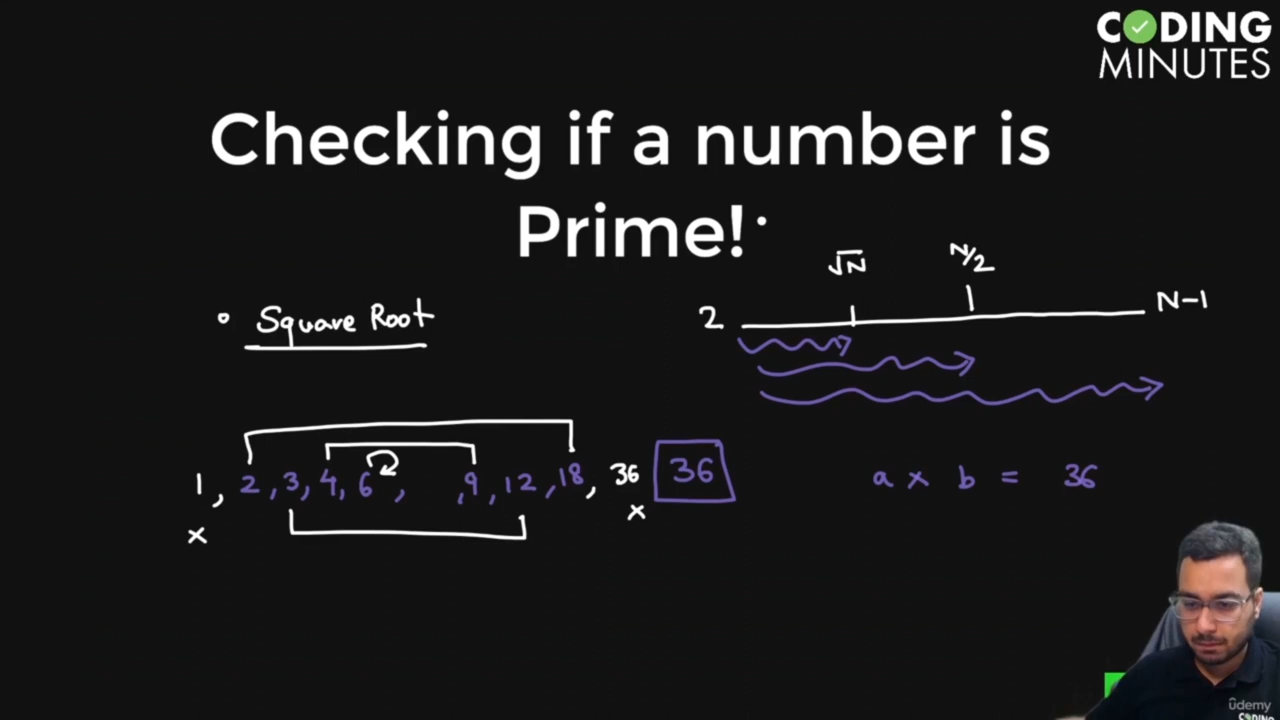 CODING
MINUTES
Checking if a number is
Prime!
√N
N/2
• Square Root
2
N-1
1, 2, 3, 4, 6, ,9, 12, 18, 36
36
a x b = 36
x
x
ûdemy